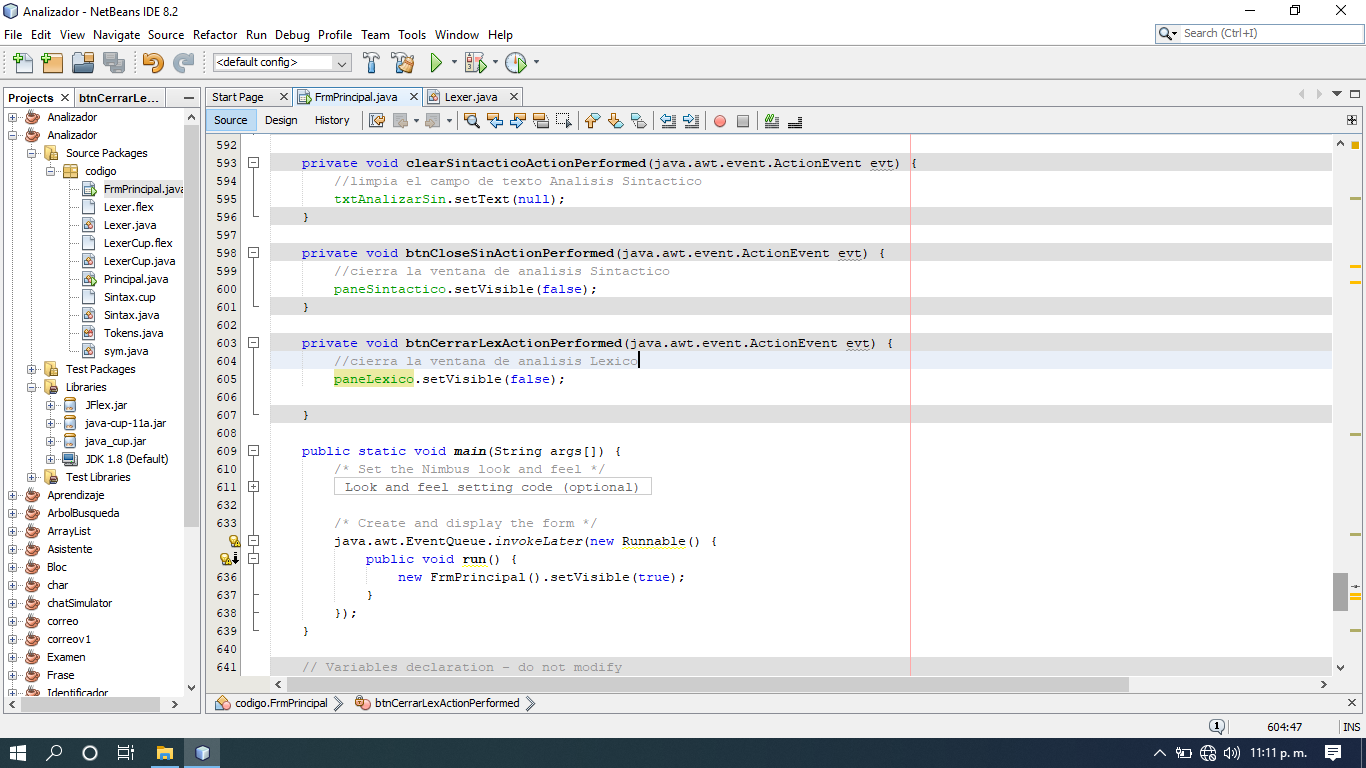 Analizador - NetBeans IDE 8.2
File Edit View Navigate Source Refactor Run Debug Profile Team Tools Window Help
Search (Ctrl+I)
<default config>
Projects btnCerrarLe...
Start Page FrmPrincipal.java Lexer.java
Source Design History
Analizador
Analizador
Source Packages
codigo
FrmPrincipal.java
Lexer.flex
Lexer.java
LexerCup.flex
LexerCup.java
Principal.java
Sintax.cup
Sintax.java
Tokens.java
sym.java
Test Packages
Libraries
JFlex.jar
java-cup-11a.jar
java_cup.jar
JDK 1.8 (Default)
Test Libraries
Aprendizaje
ArbolBusqueda
ArrayList
Asistente
Bloc
char
chatSimulator
correo
correov1
Examen
Frase
Identificador
592
593 private void clearSintacticoActionPerformed(java.awt.event.ActionEvent evt) {
594 //limpia el campo de texto Analisis Sintactico
595 txtAnalizarSin.setText(null);
596 }
597
598 private void btnCloseSinActionPerformed(java.awt.event.ActionEvent evt) {
599 //cierra la ventana de analisis Sintactico
600 paneSintactico.setVisible(false);
601 }
602
603 private void btnCerrarLexActionPerformed(java.awt.event.ActionEvent evt) {
604 //cierra la ventana de analisis Lexico
605 paneLexico.setVisible(false);
606
607 }
608
609 public static void main(String args[]) {
610 /* Set the Nimbus look and feel */
611 Look and feel setting code (optional)
632
633 /* Create and display the form */
java.awt.EventQueue.invokeLater(new Runnable() {
public void run() {
636 new FrmPrincipal().setVisible(true);
637 }
638 });
639 }
640
641 // Variables declaration - do not modify
codigo.FrmPrincipal btnCerrarLexActionPerformed
1 604:47 INS
11:11 p. m.